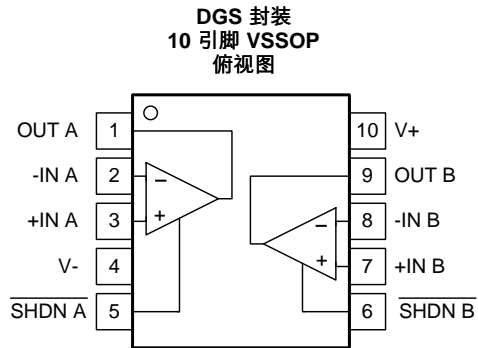 DGS 封装
10 引脚 VSSOP
俯视图
OUT A 1 10 V+
-IN A 2 − − 9 OUT B
+IN A 3 + 8 -IN B
V- 4 + 7 +IN B
SHDN A 5 6 SHDN B